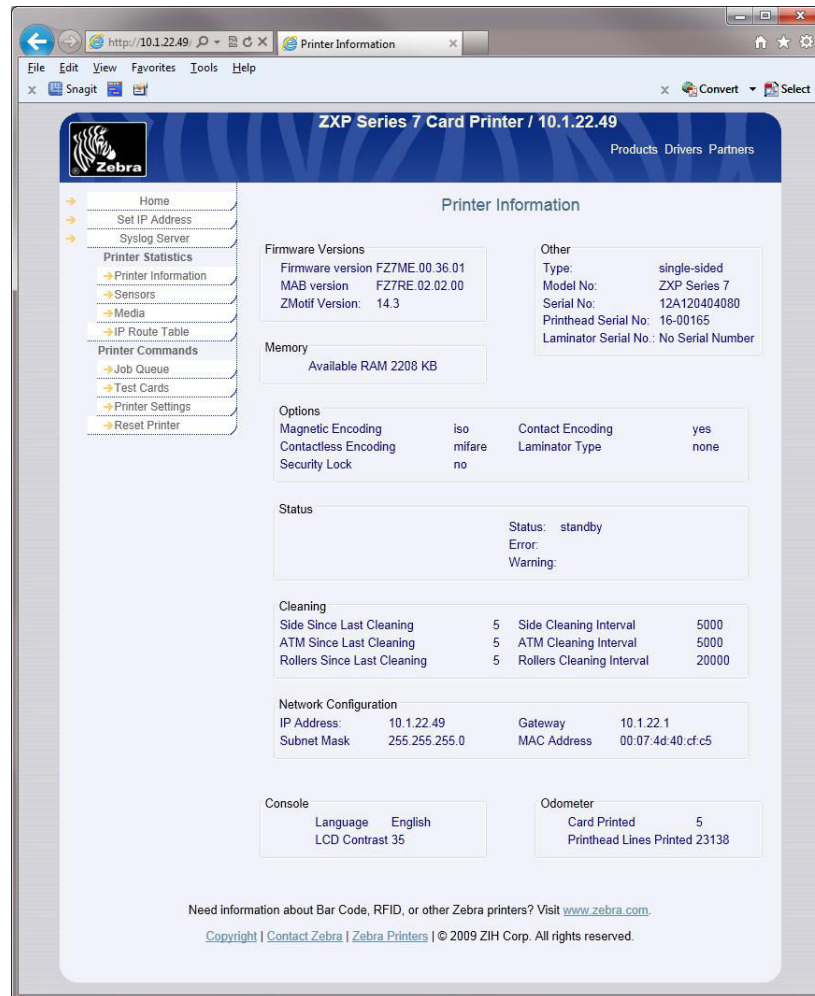 http://10.1.22.49/
Printer Information
File Edit View Favorites Tools Help
x Snagit
x Convert Select
ZXP Series 7 Card Printer / 10.1.22.49
Products Drivers Partners
Zebra
Home
Set IP Address
Syslog Server
Printer Statistics
Printer Information
Sensors
Media
IP Route Table
Printer Commands
Job Queue
Test Cards
Printer Settings
Reset Printer
Printer Information
Firmware Versions
Firmware version FZ7ME.00.36.01
MAB version FZ7RE.02.02.00
ZMotif Version: 14.3
Other
Type: single-sided
Model No: ZXP Series 7
Serial No: 12A120404080
Printhead Serial No: 16-00165
Laminator Serial No.: No Serial Number
Memory
Available RAM 2208 KB
Options
Magnetic Encoding iso Contact Encoding yes
Contactless Encoding mifare Laminator Type none
Security Lock no
Status
Status: standby
Error:
Warning:
Cleaning
Side Since Last Cleaning 5 Side Cleaning Interval 5000
ATM Since Last Cleaning 5 ATM Cleaning Interval 5000
Rollers Since Last Cleaning 5 Rollers Cleaning Interval 20000
Network Configuration
IP Address: 10.1.22.49 Gateway 10.1.22.1
Subnet Mask 255.255.255.0 MAC Address 00:07:4d:40:cf:c5
Console
Language English
LCD Contrast 35
Odometer
Card Printed 5
Printhead Lines Printed 23138
Need information about Bar Code, RFID, or other Zebra printers? Visit www.zebra.com.
Copyright | Contact Zebra | Zebra Printers | © 2009 ZIH Corp. All rights reserved.